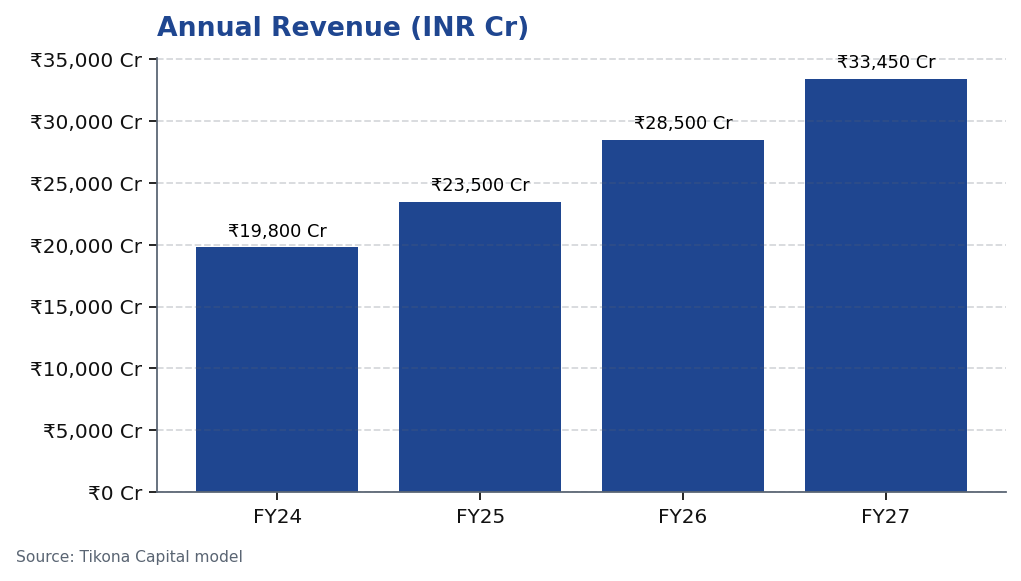 Annual Revenue (INR Cr)
₹35,000 Cr
₹30,000 Cr
₹25,000 Cr
₹20,000 Cr
₹15,000 Cr
₹10,000 Cr
₹5,000 Cr
₹0 Cr
₹19,800 Cr
₹23,500 Cr
₹28,500 Cr
₹33,450 Cr
FY24 FY25 FY26 FY27
Source: Tikona Capital model